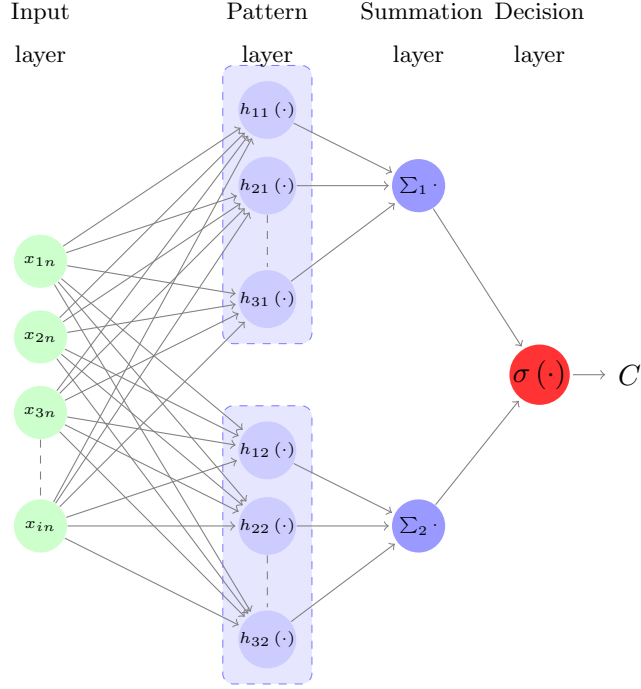 Input Pattern Summation Decision
layer layer layer layer
h₁₁ (·)
h₂₁ (·)
Σ₁ ·
x₁ₙ
h₃₁ (·)
x₂ₙ
σ (·) C
x₃ₙ
h₁₂ (·)
xᵢₙ
h₂₂ (·)
Σ₂ ·
h₃₂ (·)